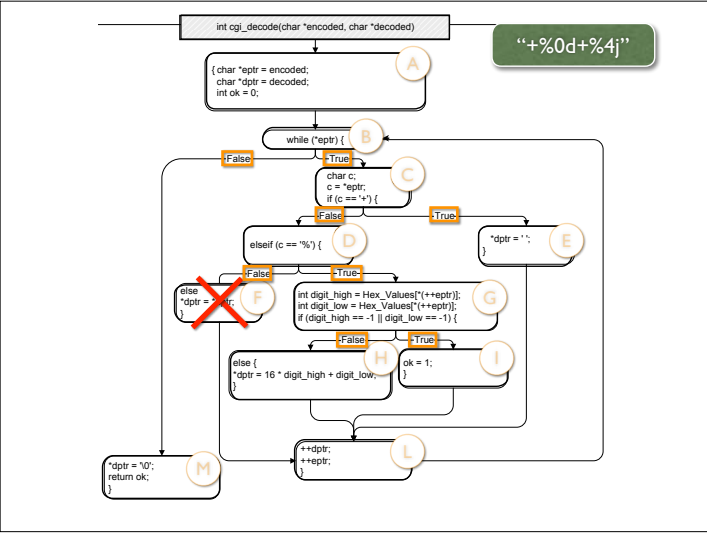 int cgi_decode(char *encoded, char *decoded)
"+%0d+%4j"
A
{ char *eptr = encoded;
char *dptr = decoded;
int ok = 0;
B
while (*eptr) {
False
True
C
char c;
c = *eptr;
if (c == '+') {
False
True
D
elseif (c == '%') {
E
*dptr = ' ';
}
False
True
F
else
*dptr = *eptr;
}
G
int digit_high = Hex_Values[*(++eptr)];
int digit_low = Hex_Values[*(++eptr)];
if (digit_high == -1 || digit_low == -1) {
False
True
H
else {
*dptr = 16 * digit_high + digit_low;
}
I
ok = 1;
}
L
++dptr;
++eptr;
}
M
*dptr = '\0';
return ok;
}